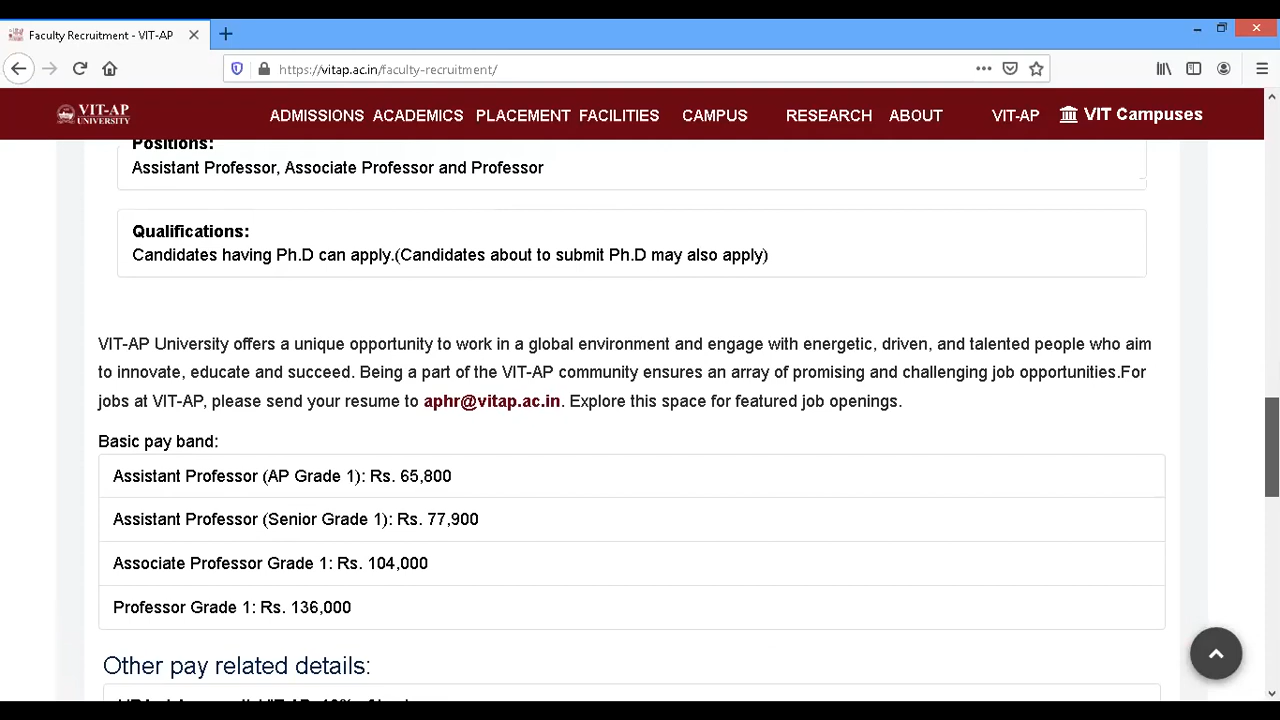 Faculty Recruitment - VIT-AP
https://vitap.ac.in/faculty-recruitment/
VIT-AP UNIVERSITY
ADMISSIONS ACADEMICS PLACEMENT FACILITIES CAMPUS RESEARCH ABOUT VIT-AP VIT Campuses
Positions:
Assistant Professor, Associate Professor and Professor
Qualifications:
Candidates having Ph.D can apply.(Candidates about to submit Ph.D may also apply)
VIT-AP University offers a unique opportunity to work in a global environment and engage with energetic, driven, and talented people who aim
to innovate, educate and succeed. Being a part of the VIT-AP community ensures an array of promising and challenging job opportunities.For
jobs at VIT-AP, please send your resume to aphr@vitap.ac.in. Explore this space for featured job openings.
Basic pay band:
Assistant Professor (AP Grade 1): Rs. 65,800
Assistant Professor (Senior Grade 1): Rs. 77,900
Associate Professor Grade 1: Rs. 104,000
Professor Grade 1: Rs. 136,000
Other pay related details: